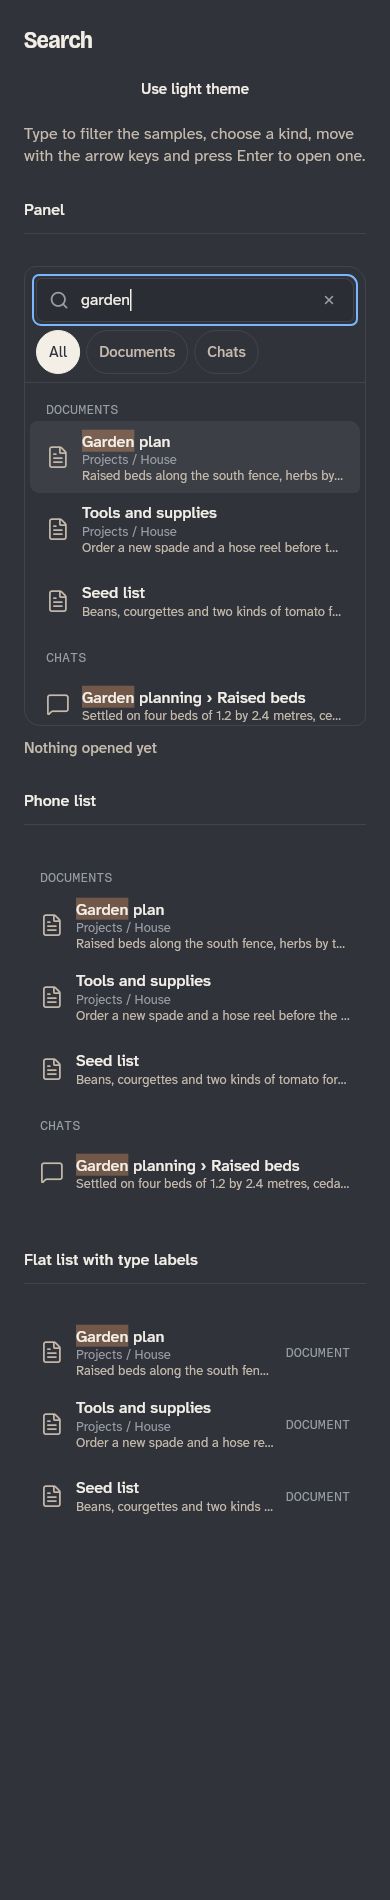 Search
Use light theme
Type to filter the samples, choose a kind, move
with the arrow keys and press Enter to open one.
Panel
garden
All
Documents
Chats
DOCUMENTS
Garden plan
Projects / House
Raised beds along the south fence, herbs by...
Tools and supplies
Projects / House
Order a new spade and a hose reel before t...
Seed list
Beans, courgettes and two kinds of tomato f...
CHATS
Garden planning › Raised beds
Settled on four beds of 1.2 by 2.4 metres, ce...
Nothing opened yet
Phone list
DOCUMENTS
Garden plan
Projects / House
Raised beds along the south fence, herbs by t...
Tools and supplies
Projects / House
Order a new spade and a hose reel before the ...
Seed list
Beans, courgettes and two kinds of tomato for...
CHATS
Garden planning › Raised beds
Settled on four beds of 1.2 by 2.4 metres, ceda...
Flat list with type labels
Garden plan
Projects / House
Raised beds along the south fen...
DOCUMENT
Tools and supplies
Projects / House
Order a new spade and a hose re...
DOCUMENT
Seed list
Beans, courgettes and two kinds ...
DOCUMENT